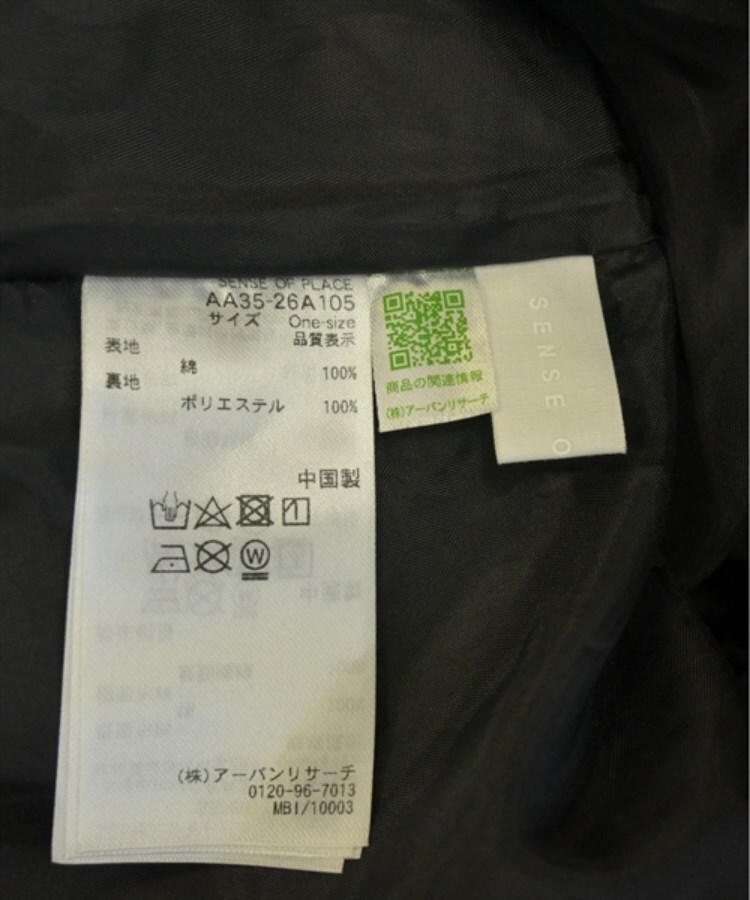 SENSE OF PLACE
AA35-26A105
サイズ One-size
品質表示
表地
綿 100%
裏地
ポリエステル 100%
中国製
W
(株)アーバンリサーチ
0120-96-7013
MBI/10003
商品の関連情報
(株)アーバンリサーチ
SENSE O